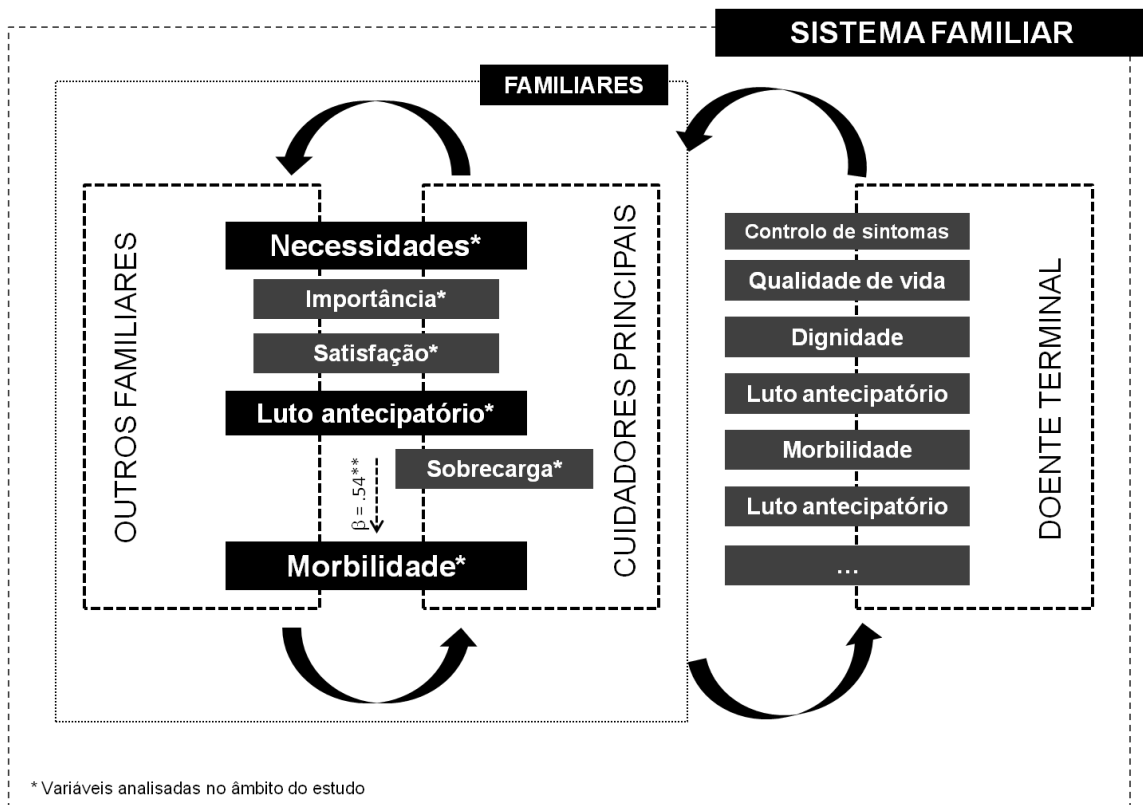 SISTEMA FAMILIAR
FAMILIARES
OUTROS FAMILIARES
Necessidades*
Importância*
Satisfação*
Luto antecipatório*
Sobrecarga*
β = .54**
Morbilidade*
CUIDADORES PRINCIPAIS
Controlo de sintomas
Qualidade de vida
Dignidade
Luto antecipatório
Morbilidade
Luto antecipatório
...
DOENTE TERMINAL
* Variáveis analisadas no âmbito do estudo